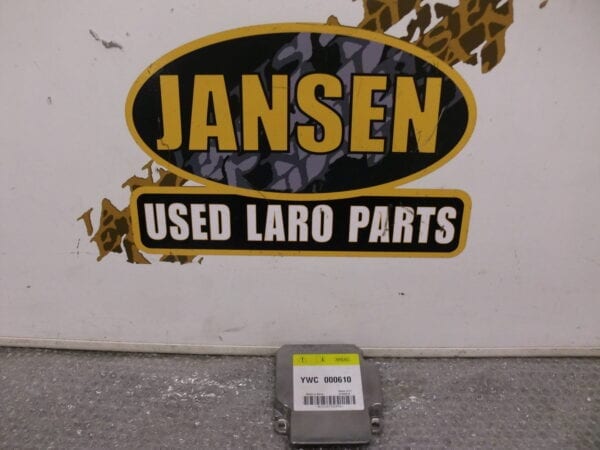 JANSEN
USED LARO PARTS
YWC 000610